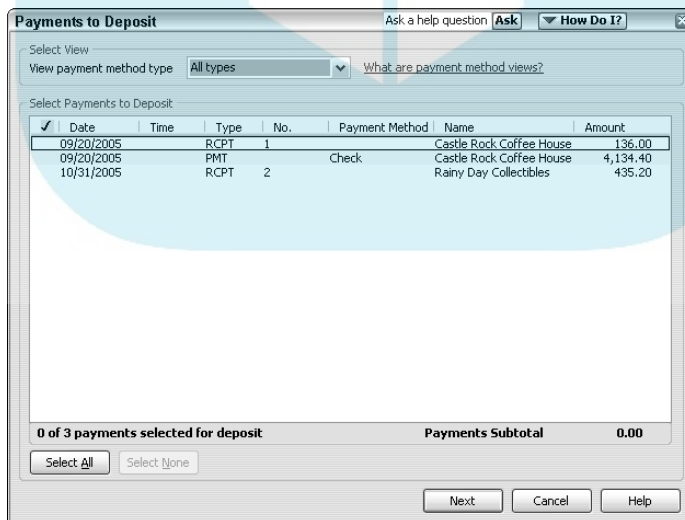 Payments to Deposit Ask a help question Ask How Do I?
Select View
View payment method type All types What are payment method views?
Select Payments to Deposit
✓ Date Time Type No. Payment Method Name Amount
09/20/2005 RCPT 1 Castle Rock Coffee House 136.00
09/20/2005 PMT Check Castle Rock Coffee House 4,134.40
10/31/2005 RCPT 2 Rainy Day Collectibles 435.20
0 of 3 payments selected for deposit Payments Subtotal 0.00
Select All Select None
Next Cancel Help